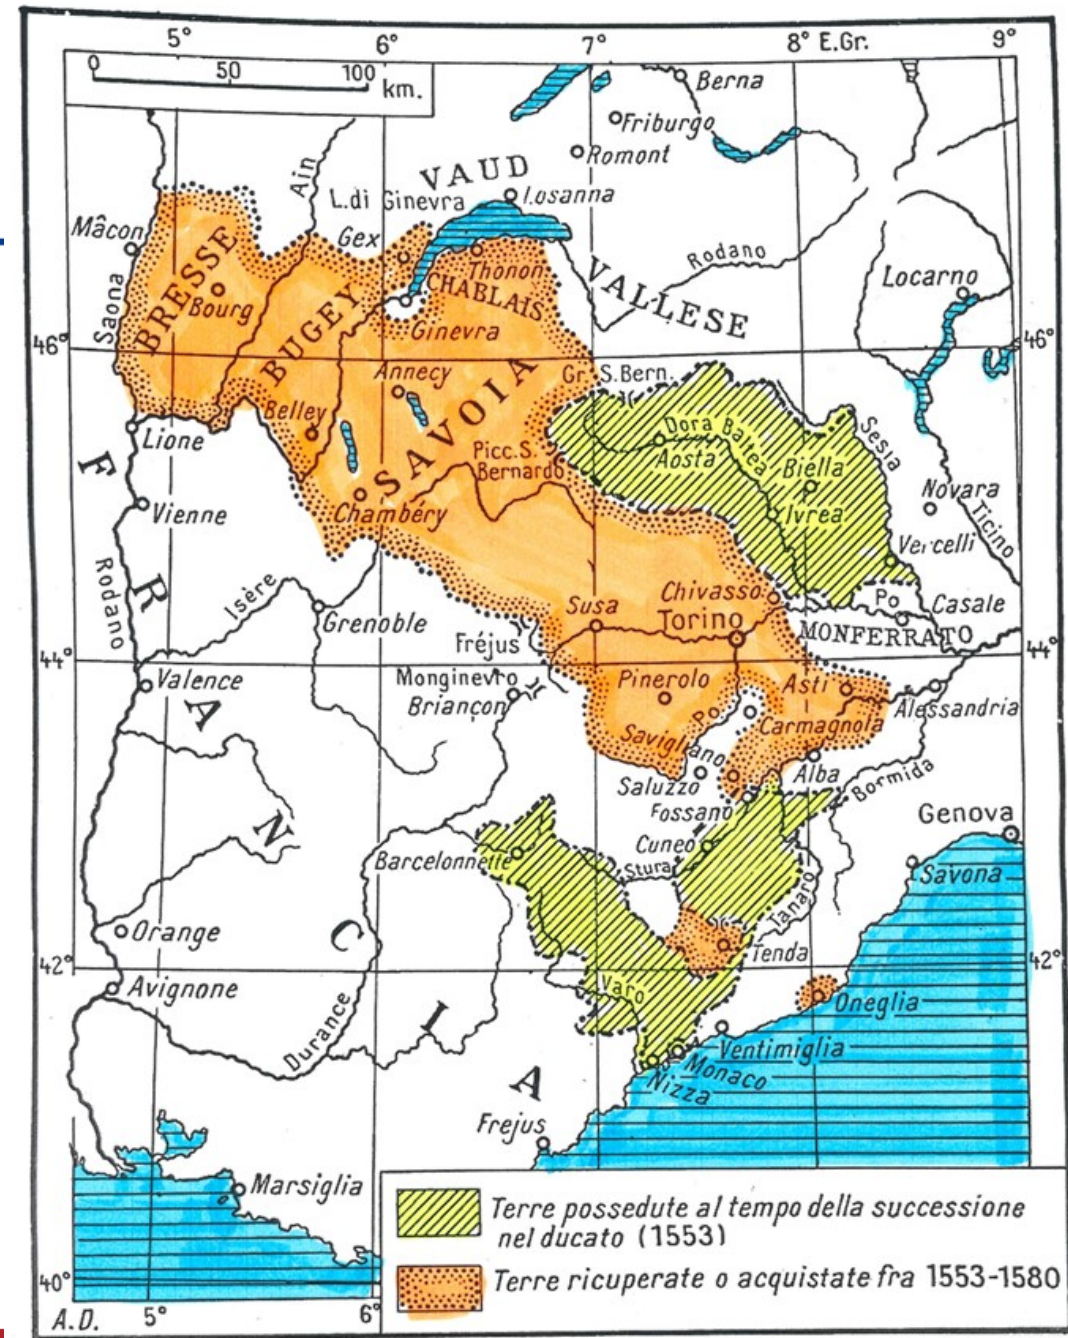 5° 6° 7° 8° E.Gr. 9°
0 50 100 km.
Berna
Friburgo
Romont
VAUD
L.di Ginevra
Losanna
Ain
Mâcon
Gex
Thonon
CHABLAIS
VALLESE
Rodano
Locarno
Saona
BRESSE
Bourg
BUGEY
Ginevra
46° 46°
Annecy
Gr. S.Bern.
Belley
SAVOIA
Picc. S.
Bernardo
Dora Baltea
Aosta
Biella
Sesia
Ivrea
Novara
Ticino
Lione
Vienne
Chambéry
Vercelli
FRANCIA
Rodano
Isère
Grenoble
Susa
Chivasso
Torino
Po
Casale
MONFERRATO
Fréjus
44° 44°
Valence
Monginevro
Briançon
Pinerolo
Asti
Alessandria
Po
Carmagnola
Savigliano
Saluzzo
Alba
Bormida
Fossano
Genova
Cuneo
Barcelonnette
Stura
Savona
Tanaro
Orange
Tenda
42° 42°
Avignone
Varo
Oneglia
Durance
Ventimiglia
Monaco
Nizza
Frejus
Marsiglia
Terre possedute al tempo della successione
nel ducato (1553)
Terre ricuperate o acquistate fra 1553-1580
40°
A.D. 5° 6°